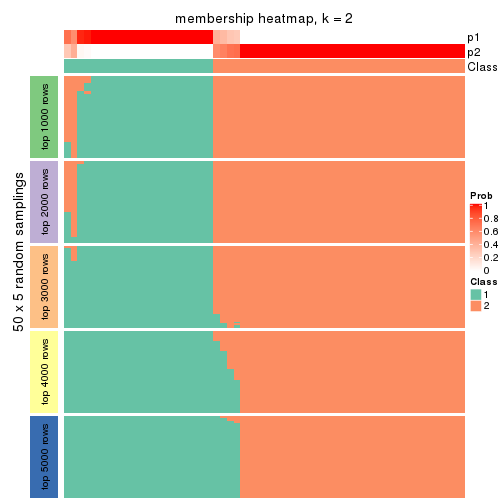 membership heatmap, k = 2
p1
p2
Class
50 x 5 random samplings
top 1000 rows
top 2000 rows
top 3000 rows
top 4000 rows
top 5000 rows
Prob
1
0.8
0.6
0.4
0.2
0
Class
1
2